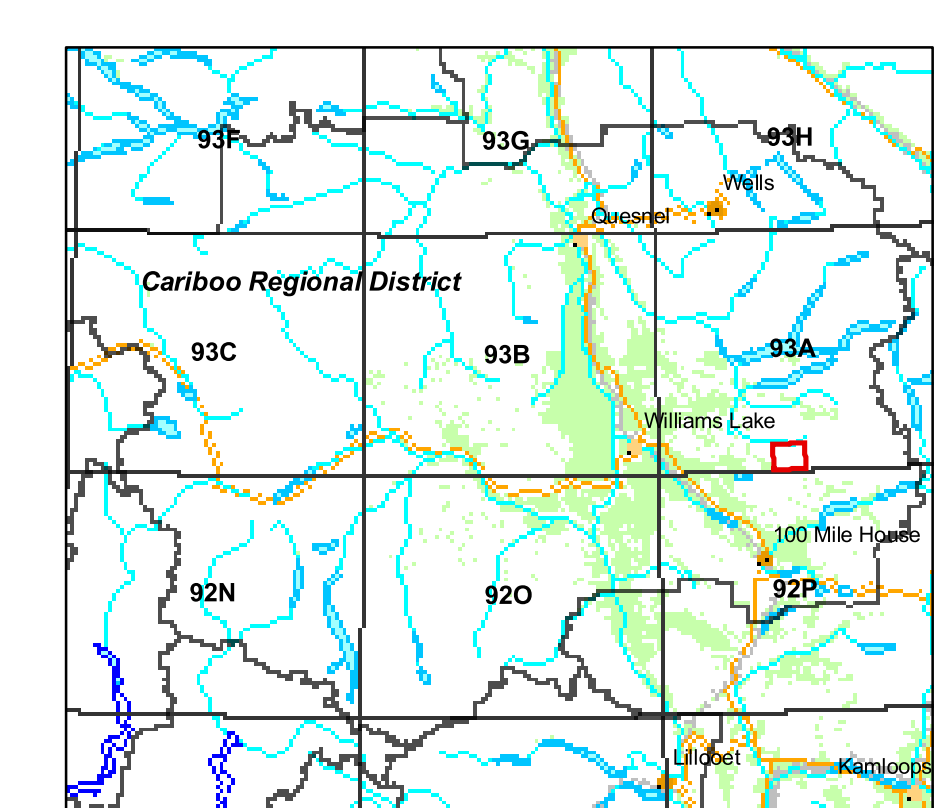 93F
93G
93H
Wells
Quesnel
Cariboo Regional District
93C
93B
93A
Williams Lake
100 Mile House
92N
92O
92P
Lillooet
Kamloops